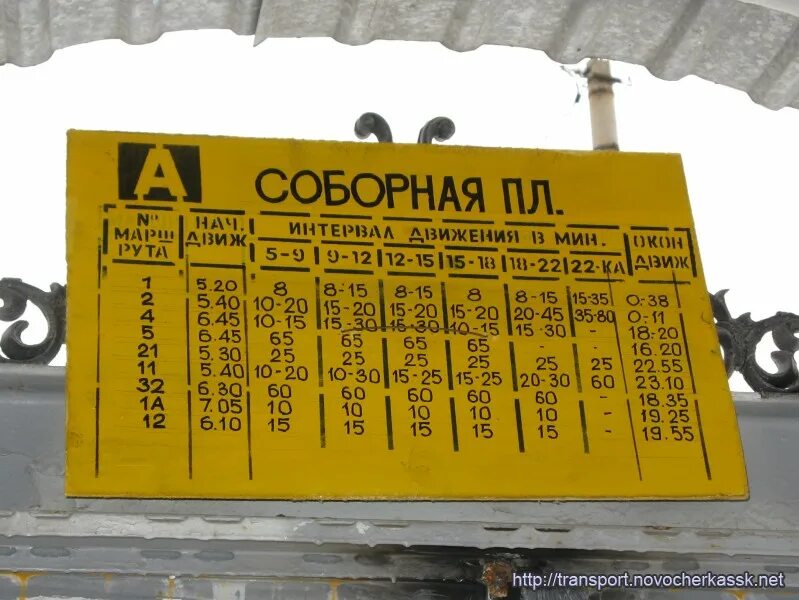 А СОБОРНАЯ ПЛ.
№ МАРШ РУТА НАЧ. ДВИЖ ИНТЕРВАЛ ДВИЖЕНИЯ В МИН. ОКОН ДВИЖ
5-9 9-12 12-15 15-18 18-22 22-КА
1 5.20 8 8-15 8-15 8 8-15 15-35 0-38
2 5.40 10-20 15-20 15-20 15-20 20-45 35-80 0-11
4 6.45 10-15 15-30 15-30 10-15 15-30 - 18-20
5 6.45 65 65 65 65 - - 16.20
21 5.30 25 25 25 25 25 25 22.55
11 5.40 10-20 10-30 15-25 15-25 20-30 60 23.10
32 6.30 60 60 60 60 60 - 18.35
1А 7.05 10 10 10 10 10 - 19.25
12 6.10 15 15 15 15 15 - 19.55
http://transport.novocherkassk.net